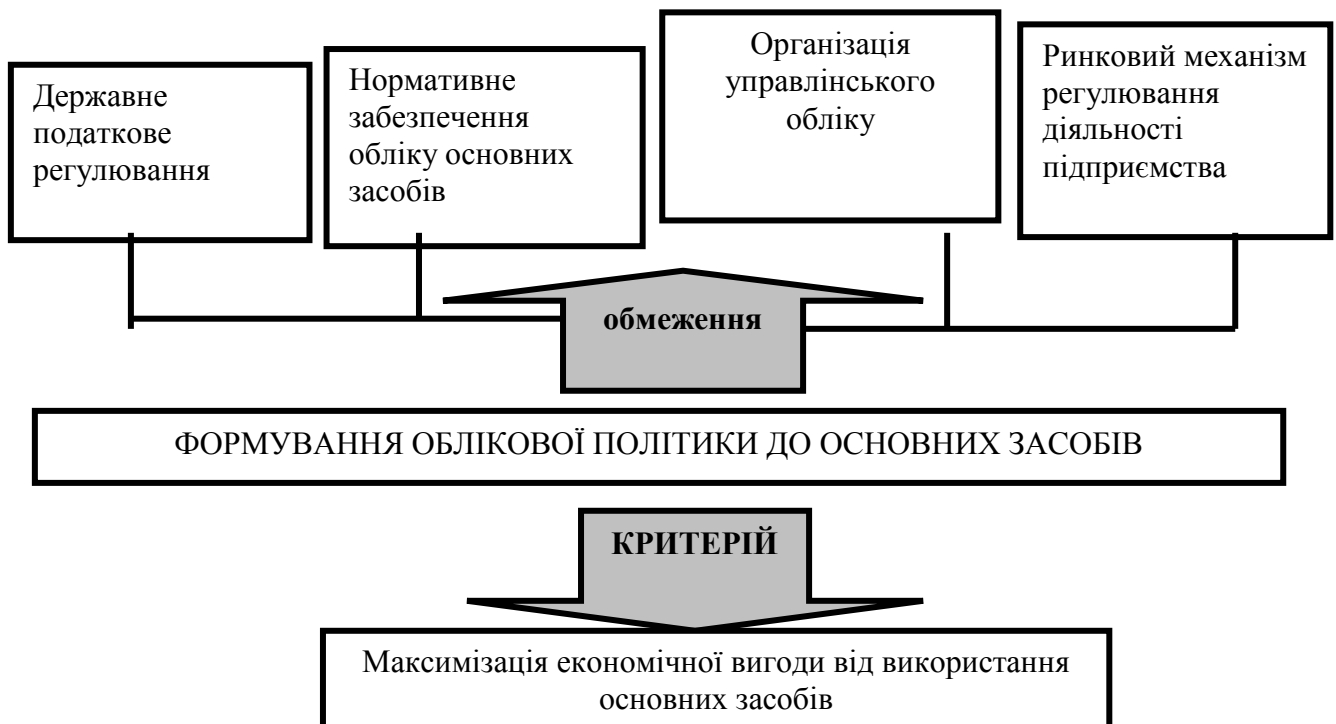 Державне
податкове
регулювання
Нормативне
забезпечення
обліку основних
засобів
Організація
управлінського
обліку
Ринковий механізм
регулювання
діяльності
підприємства
обмеження
ФОРМУВАННЯ ОБЛІКОВОЇ ПОЛІТИКИ ДО ОСНОВНИХ ЗАСОБІВ
КРИТЕРІЙ
Максимізація економічної вигоди від використання
основних засобів